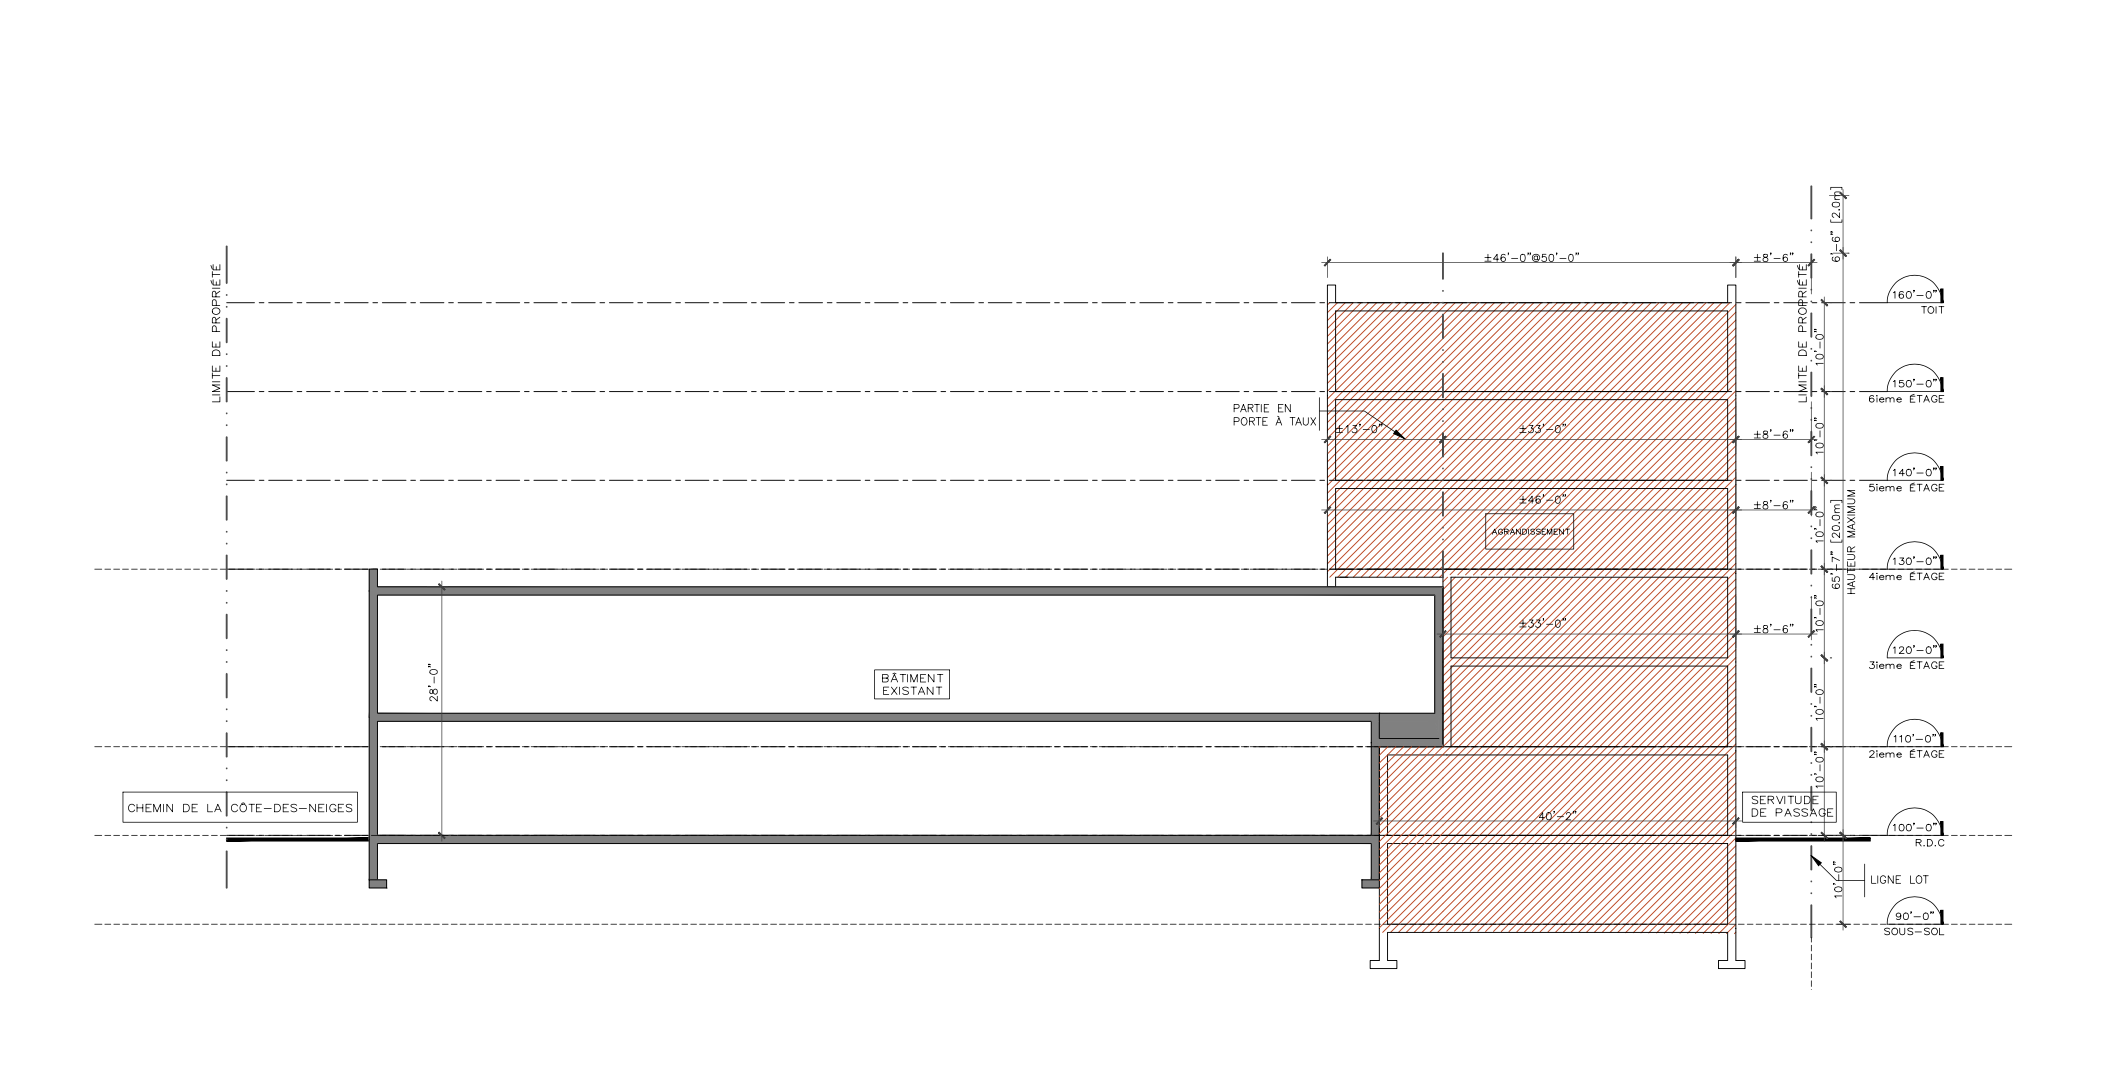 6'-6" [2.0m]
±46'-0"@50'-0"
±8'-6"
LIMITE DE PROPRIÉTÉ
LIMITE DE PROPRIÉTÉ
160'-0"
TOIT
10'-0"
150'-0"
6ieme ÉTAGE
PARTIE EN
PORTE À TAUX
±13'-0"
±33'-0"
±8'-6"
10'-0"
140'-0"
5ieme ÉTAGE
±46'-0"
±8'-6"
AGRANDISSEMENT
10'-0"
65'-7" [20.0m]
HAUTEUR MAXIMUM
130'-0"
4ieme ÉTAGE
±33'-0"
±8'-6"
10'-0"
120'-0"
3ieme ÉTAGE
28'-0"
BÂTIMENT
EXISTANT
10'-0"
110'-0"
2ieme ÉTAGE
10'-0"
CHEMIN DE LA CÔTE-DES-NEIGES
SERVITUDE
DE PASSAGE
40'-2"
100'-0"
R.D.C
10'-0"
LIGNE LOT
90'-0"
SOUS-SOL